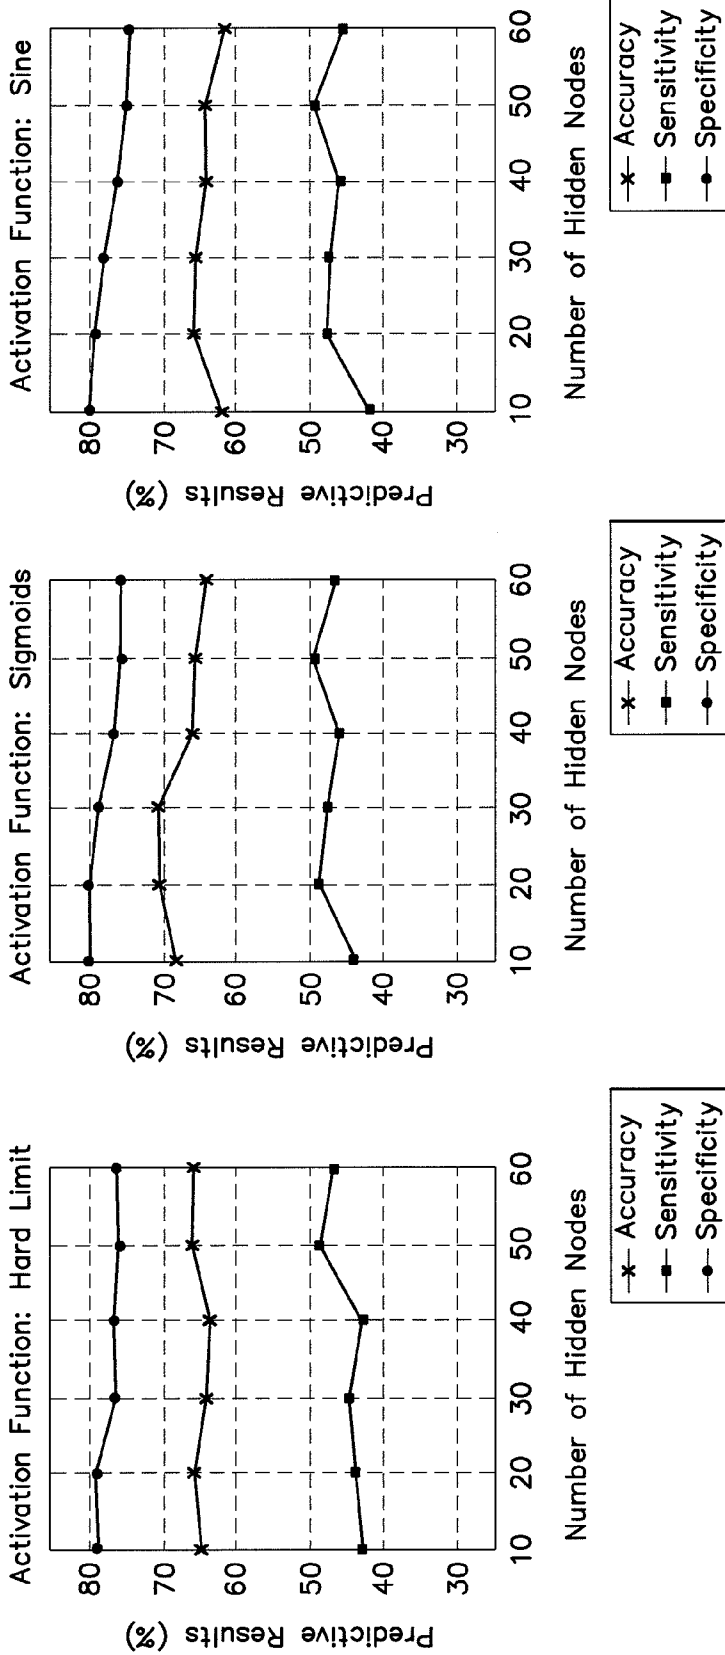 Activation Function: Hard Limit
Predictive Results (%)
80
70
60
50
40
30
10
20
30
40
50
60
Number of Hidden Nodes
Accuracy
Sensitivity
Specificity
Activation Function: Sigmoids
Predictive Results (%)
80
70
60
50
40
30
10
20
30
40
50
60
Number of Hidden Nodes
Accuracy
Sensitivity
Specificity
Activation Function: Sine
Predictive Results (%)
80
70
60
50
40
30
10
20
30
40
50
60
Number of Hidden Nodes
Accuracy
Sensitivity
Specificity